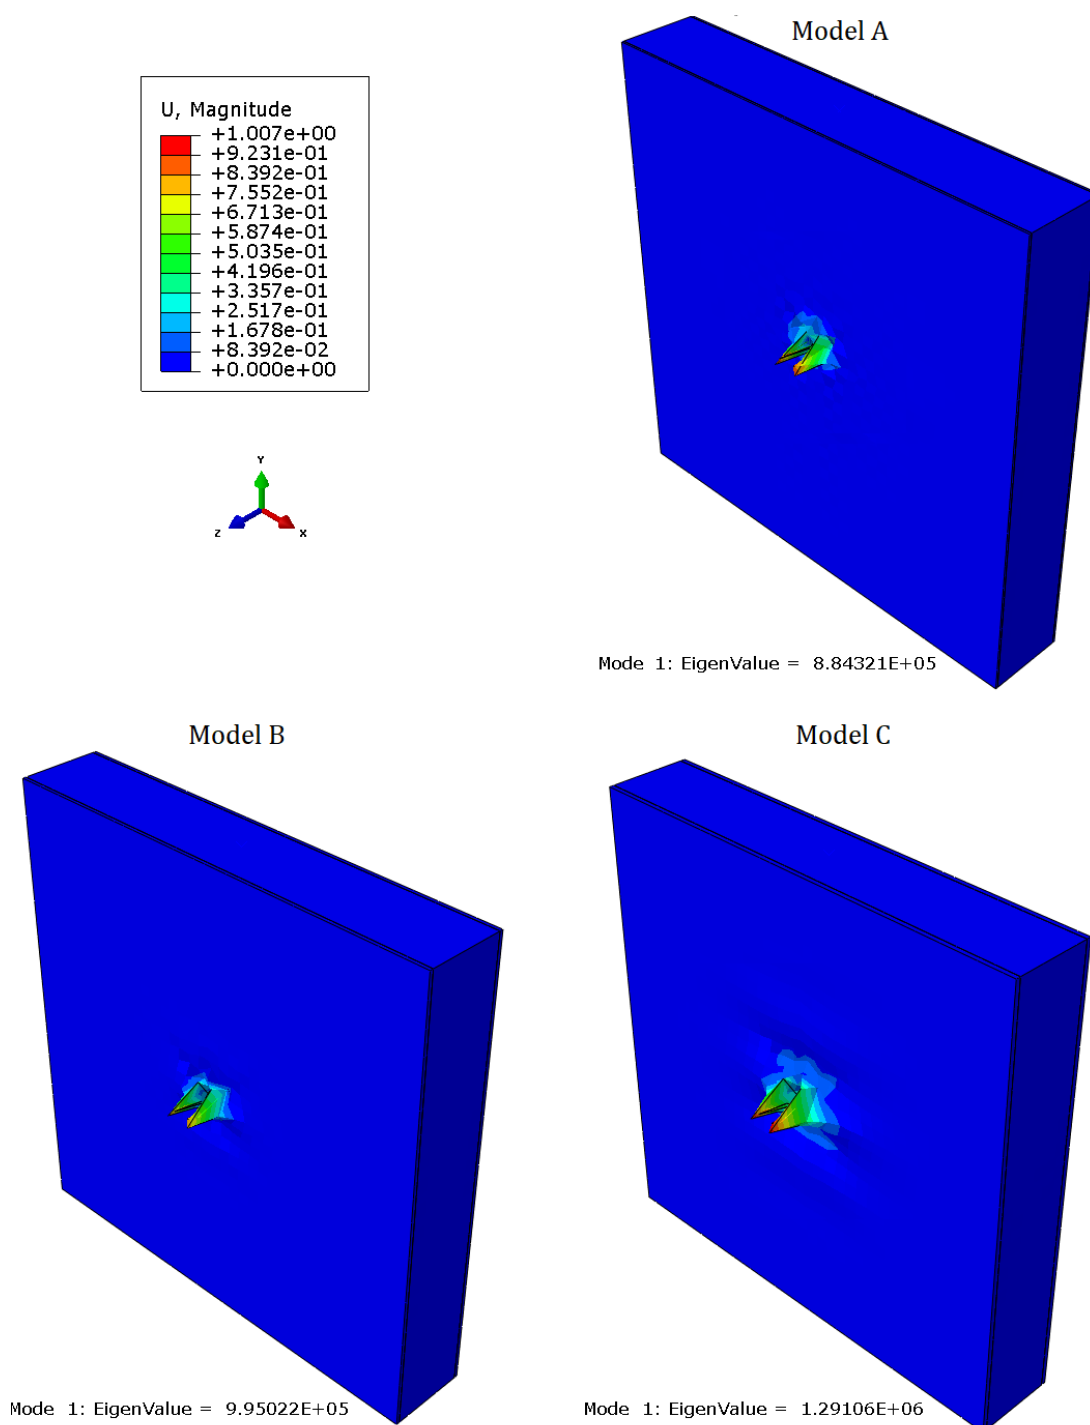 Model A
U, Magnitude
+1.007e+00
+9.231e-01
+8.392e-01
+7.552e-01
+6.713e-01
+5.874e-01
+5.035e-01
+4.196e-01
+3.357e-01
+2.517e-01
+1.678e-01
+8.392e-02
+0.000e+00
Y
Z
X
Mode 1: EigenValue = 8.84321E+05
Model B
Model C
Mode 1: EigenValue = 9.95022E+05
Mode 1: EigenValue = 1.29106E+06